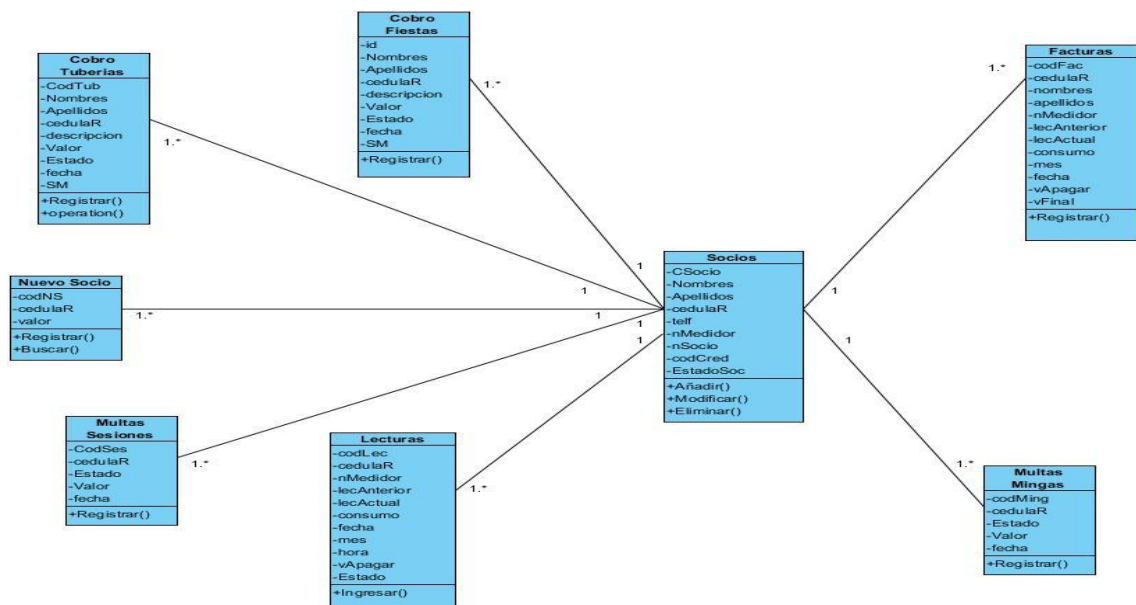 Cobro
Tuberias
-CodTub
-Nombres
-Apellidos
-cedulaR
-descripcion
-Valor
-Estado
-fecha
-SM
+Registrar()
+operation()
1.*
Cobro
Fiestas
-id
-Nombres
-Apellidos
-cedulaR
-descripcion
-Valor
-Estado
-fecha
-SM
+Registrar()
1.*
Facturas
-codFac
-cedulaR
-nombres
-apellidos
-nMedidor
-lecAnterior
-lecActual
-consumo
-mes
-fecha
-vApagar
-vFinal
+Registrar()
1.*
Nuevo Socio
-codNS
-cedulaR
-valor
+Registrar()
+Buscar()
1.*
Socios
-CSocio
-Nombres
-Apellidos
-cedulaR
-telf
-nMedidor
-nSocio
-codCred
-EstadoSoc
+Añadir()
+Modificar()
+Eliminar()
1
1
1
1
1
1
1
Multas
Sesiones
-CodSes
-cedulaR
-Estado
-Valor
-fecha
+Registrar()
1.*
Lecturas
-codLec
-cedulaR
-nMedidor
-lecAnterior
-lecActual
-consumo
-fecha
-mes
-hora
-vApagar
-Estado
+Ingresar()
1.*
Multas
Mingas
-codMing
-cedulaR
-Estado
-Valor
-fecha
+Registrar()
1.*